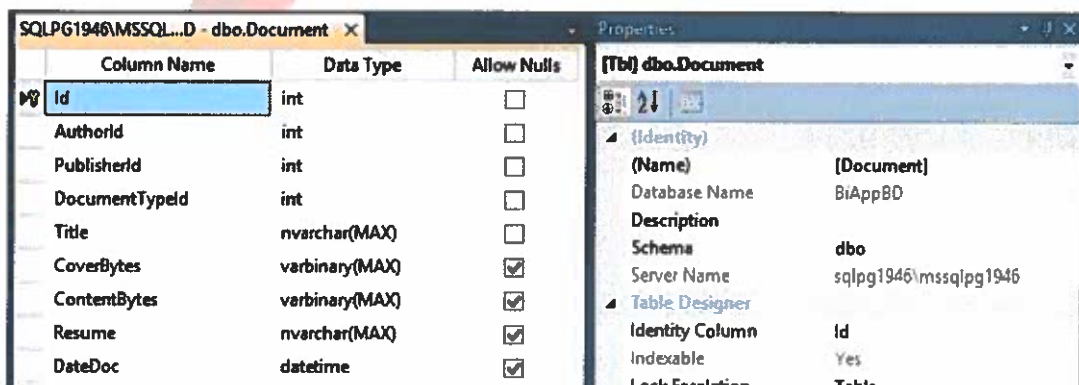 SQLPG1946\MSSQL...D - dbo.Document
Column Name Data Type Allow Nulls
Id int
AuthorId int
PublisherId int
DocumentTypeId int
Title nvarchar(MAX)
CoverBytes varbinary(MAX)
ContentBytes varbinary(MAX)
Resume nvarchar(MAX)
DateDoc datetime
Properties
[Tbl] dbo.Document
(Identity)
(Name) [Document]
Database Name BiAppBD
Description
Schema dbo
Server Name sqlpg1946\mssqlpg1946
Table Designer
Identity Column Id
Indexable Yes
Lock Escalation Table